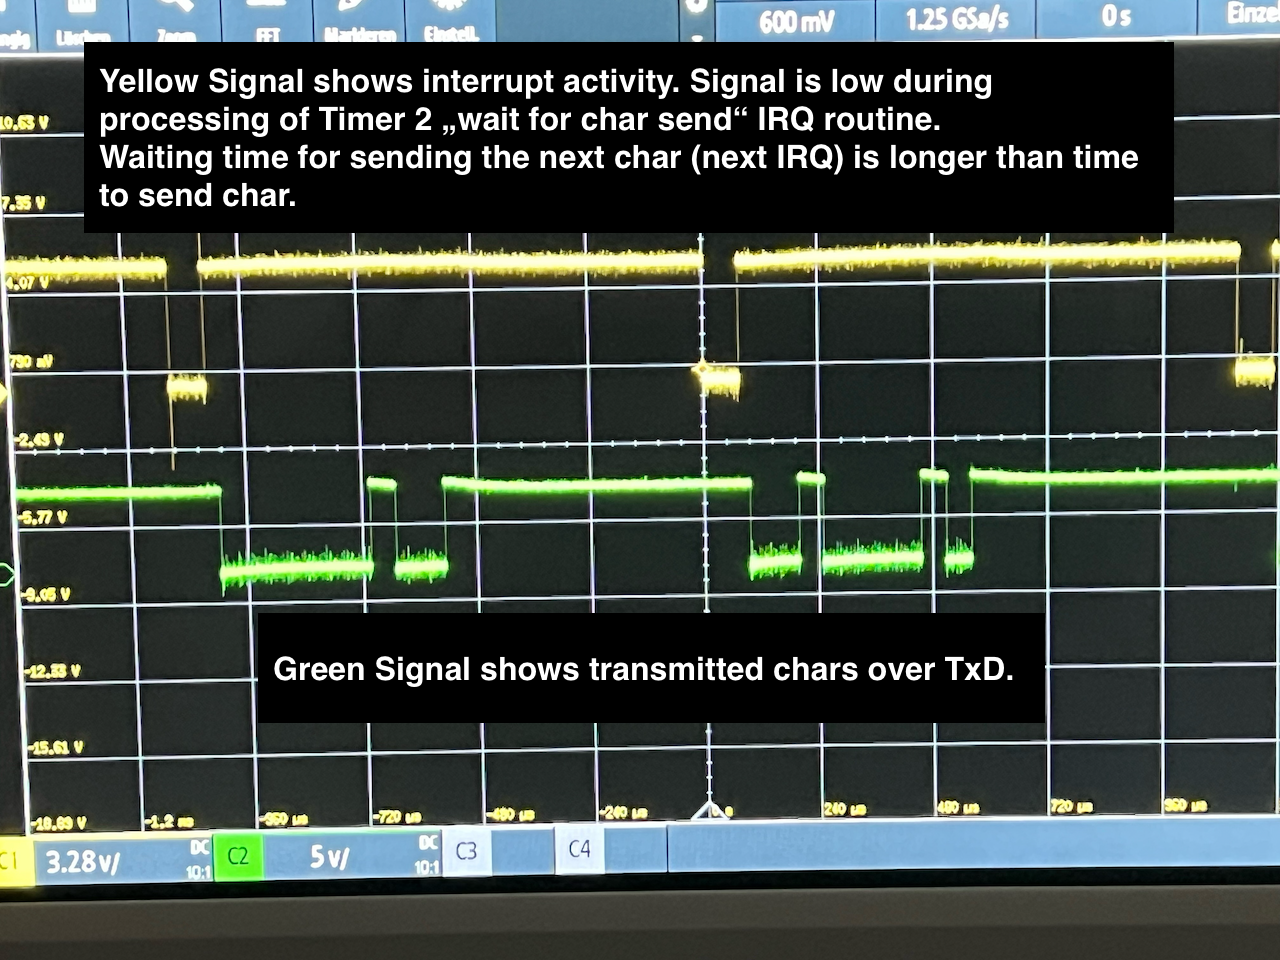 Löschen Zoom FFT Markieren Einstell.
600 mV 1.25 GSa/s 0 s Einze
Yellow Signal shows interrupt activity. Signal is low during
processing of Timer 2 „wait for char send“ IRQ routine.
Waiting time for sending the next char (next IRQ) is longer than time
to send char.
10.63 V
7.35 V
4.07 V
790 mV
-2.49 V
-5.77 V
-9.05 V
Green Signal shows transmitted chars over TxD.
-12.33 V
-15.61 V
-18.89 V -1.2 ms -960 µs -720 µs -480 µs -240 µs 0 s 240 µs 480 µs 720 µs 960 µs
C1 3.28 V/ DC 10:1 C2 5 V/ DC 10:1 C3 C4